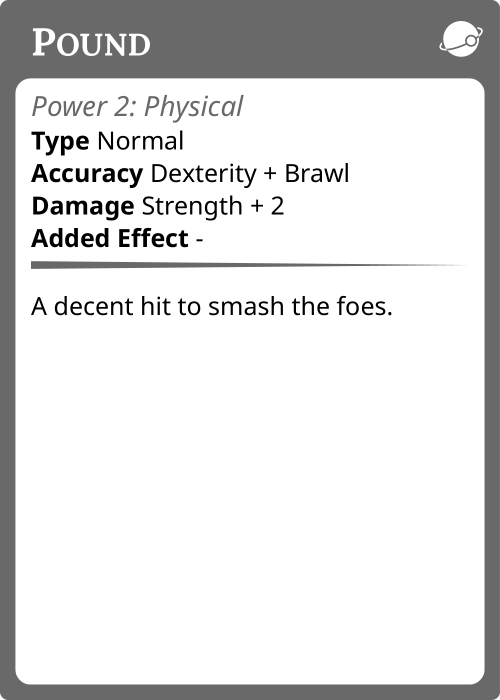 POUND
Power 2: Physical
Type Normal
Accuracy Dexterity + Brawl
Damage Strength + 2
Added Effect -
A decent hit to smash the foes.